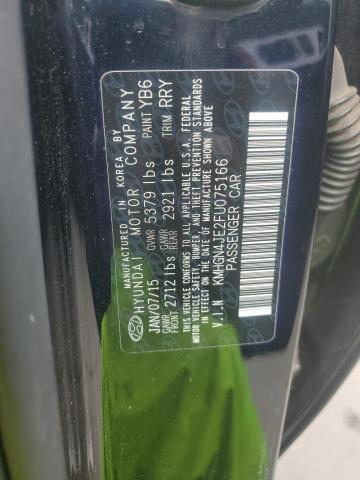 MANUFACTURED IN KOREA BY
HYUNDAI MOTOR COMPANY
JAN/07/15 GVWR 5379 lbs PAINT YB6
GAWR FRONT 2712 lbs GAWR REAR 2921 lbs TRIM RRY
THIS VEHICLE CONFORMS TO ALL APPLICABLE U.S.A. FEDERAL
MOTOR VEHICLE SAFETY, BUMPER, AND THEFT PREVENTION STANDARDS
IN EFFECT ON THE DATE OF MANUFACTURE SHOWN ABOVE
V.I.N KMHGN4JE2FU075166
PASSENGER CAR